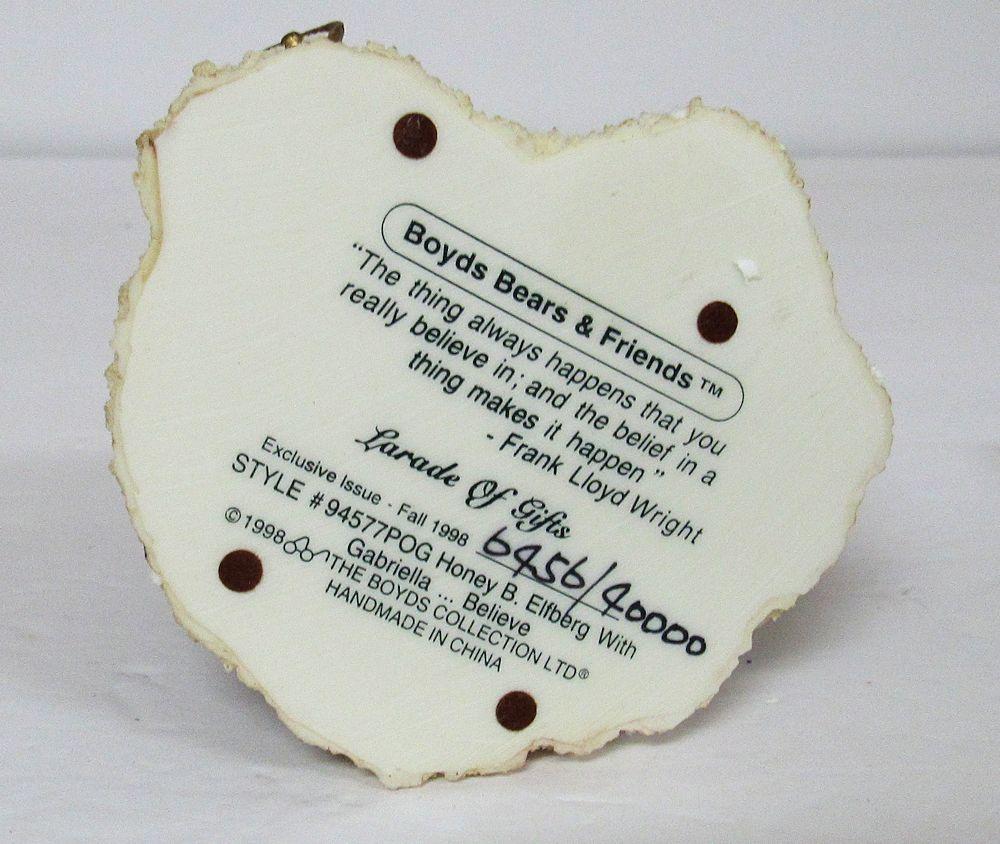 Boyds Bears & Friends™
"The thing always happens that you
really believe in; and the belief in a
thing makes it happen"
- Frank Lloyd Wright
Parade Of Gifts
Exclusive Issue - Fall 1998 6456/40000
STYLE #94577POG Honey B. Elfberg With
Gabriella ... Believe
©1998 THE BOYDS COLLECTION LTD®
HANDMADE IN CHINA